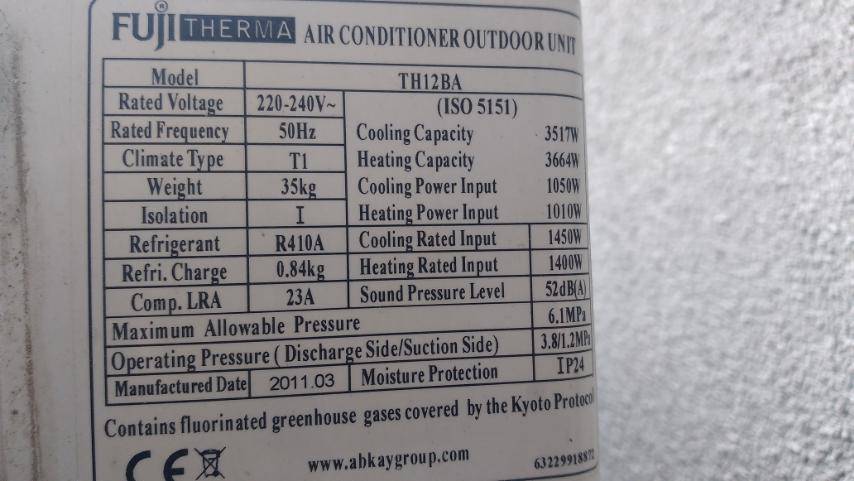 FUJI THERMA AIR CONDITIONER OUTDOOR UNIT
Model TH12BA
Rated Voltage 220-240V~ (ISO 5151)
Rated Frequency 50Hz Cooling Capacity 3517W
Climate Type T1 Heating Capacity 3664W
Weight 35kg Cooling Power Input 1050W
Isolation I Heating Power Input 1010W
Refrigerant R410A Cooling Rated Input 1450W
Refri. Charge 0.84kg Heating Rated Input 1400W
Comp. LRA 23A Sound Pressure Level 52dB(A)
Maximum Allowable Pressure 6.1MPa
Operating Pressure ( Discharge Side/Suction Side) 3.8/1.2MPa
Manufactured Date 2011.03 Moisture Protection IP24
Contains fluorinated greenhouse gases covered by the Kyoto Protocol
CE www.abkaygroup.com